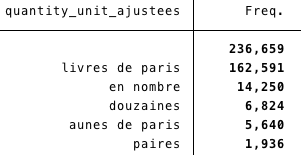 quantity_unit_ajustees Freq.
236,659
livres de paris 162,591
en nombre 14,250
douzaines 6,824
aunes de paris 5,640
paires 1,936